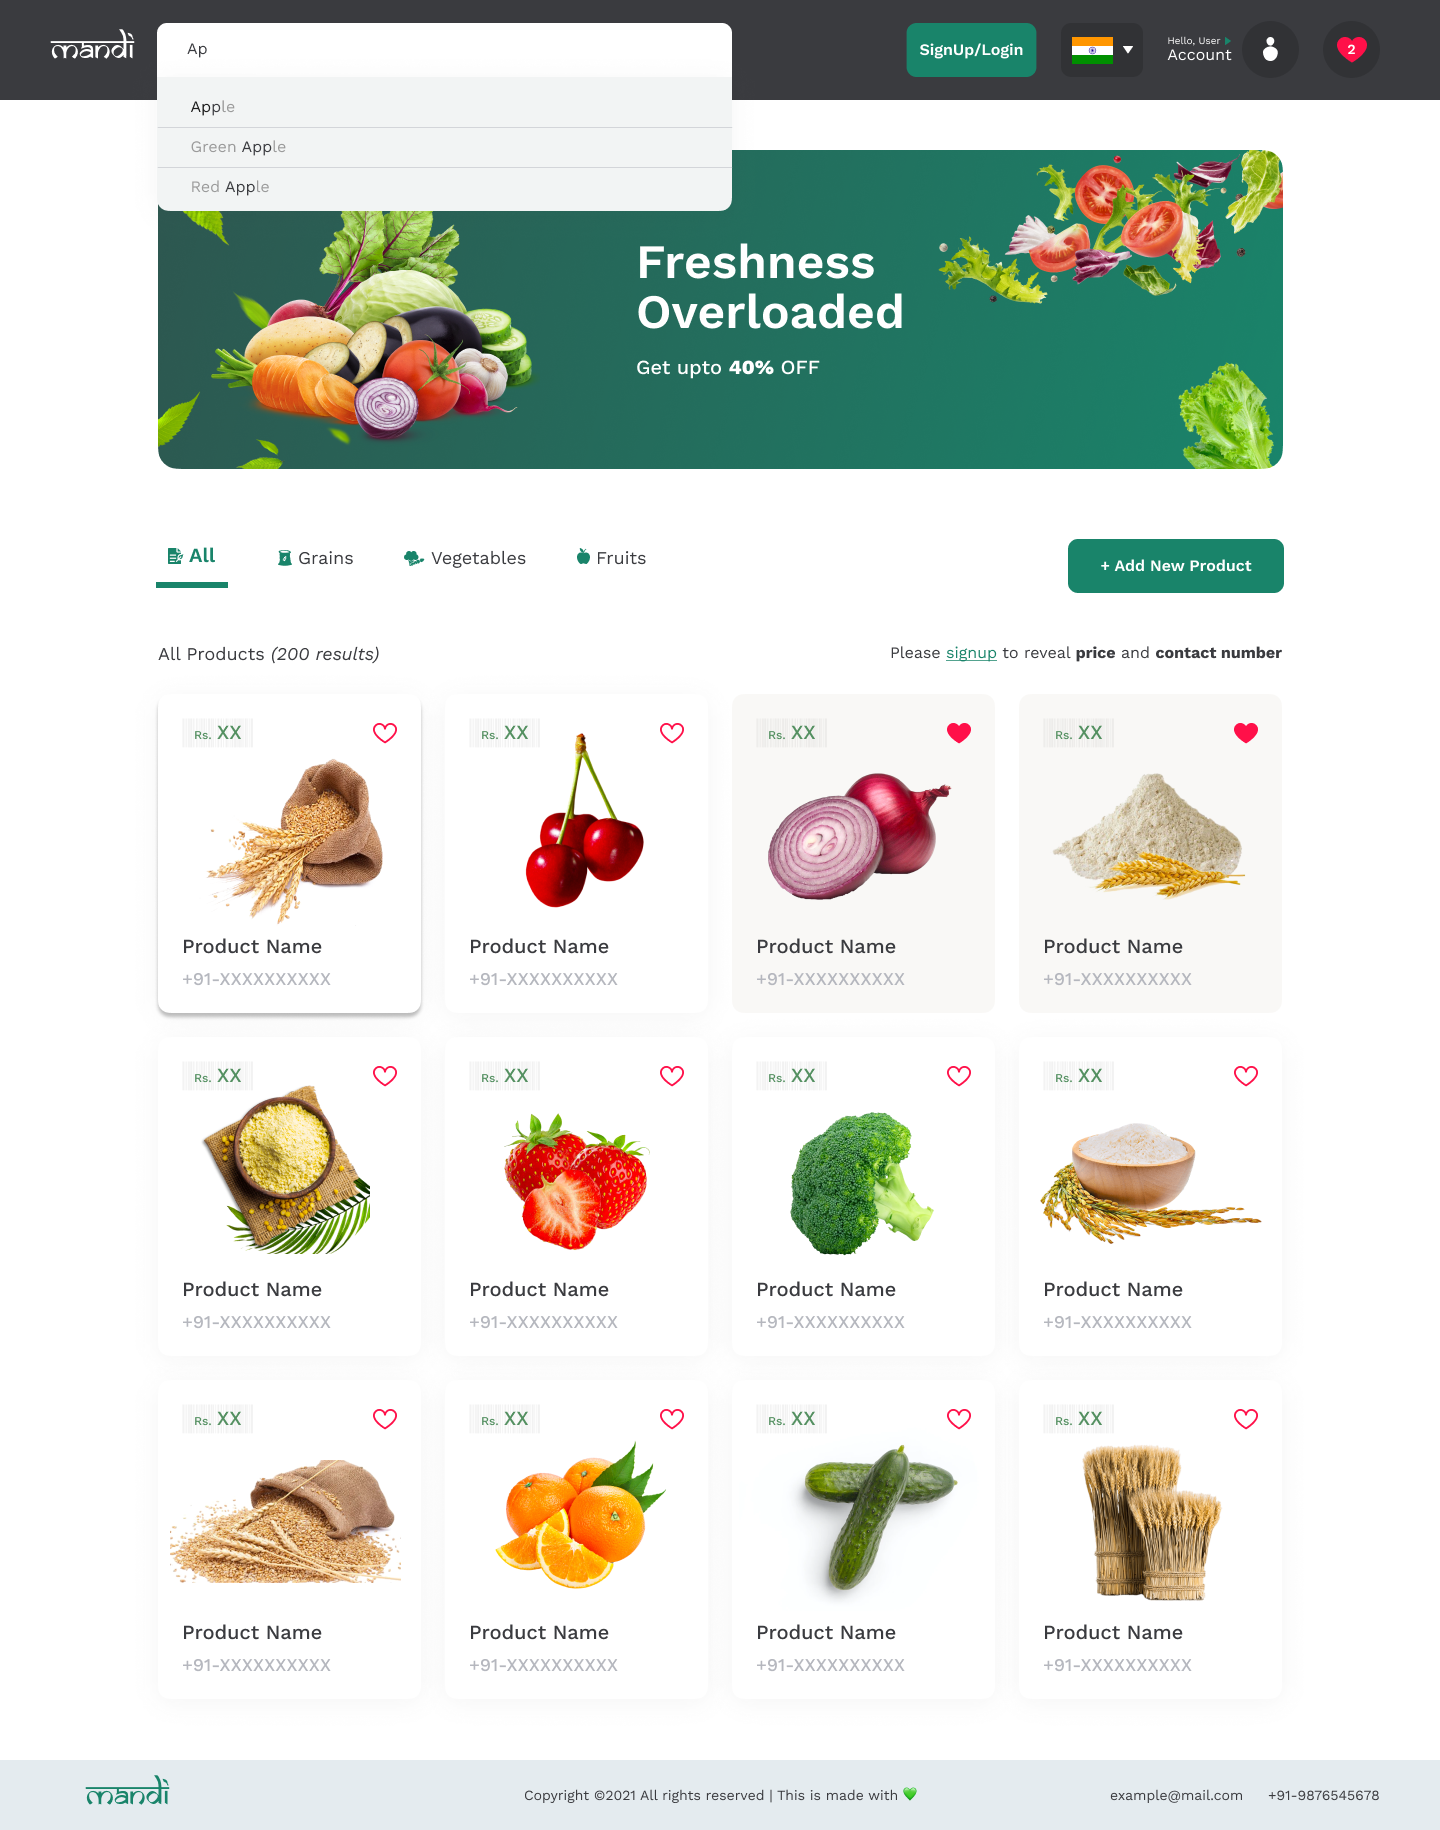 mandi
Ap
SignUp/Login
Hello, User
Account
2
Apple
Green Apple
Red Apple
Freshness
Overloaded
Get upto 40% OFF
All
Grains
Vegetables
Fruits
+ Add New Product
All Products (200 results)
Please signup to reveal price and contact number
Rs. XX
Rs. XX
Rs. XX
Rs. XX
Product Name
Product Name
Product Name
Product Name
+91-XXXXXXXXXX
+91-XXXXXXXXXX
+91-XXXXXXXXXX
+91-XXXXXXXXXX
Rs. XX
Rs. XX
Rs. XX
Rs. XX
Product Name
Product Name
Product Name
Product Name
+91-XXXXXXXXXX
+91-XXXXXXXXXX
+91-XXXXXXXXXX
+91-XXXXXXXXXX
Rs. XX
Rs. XX
Rs. XX
Rs. XX
Product Name
Product Name
Product Name
Product Name
+91-XXXXXXXXXX
+91-XXXXXXXXXX
+91-XXXXXXXXXX
+91-XXXXXXXXXX
mandi
Copyright ©2021 All rights reserved | This is made with 💚
example@mail.com
+91-9876545678